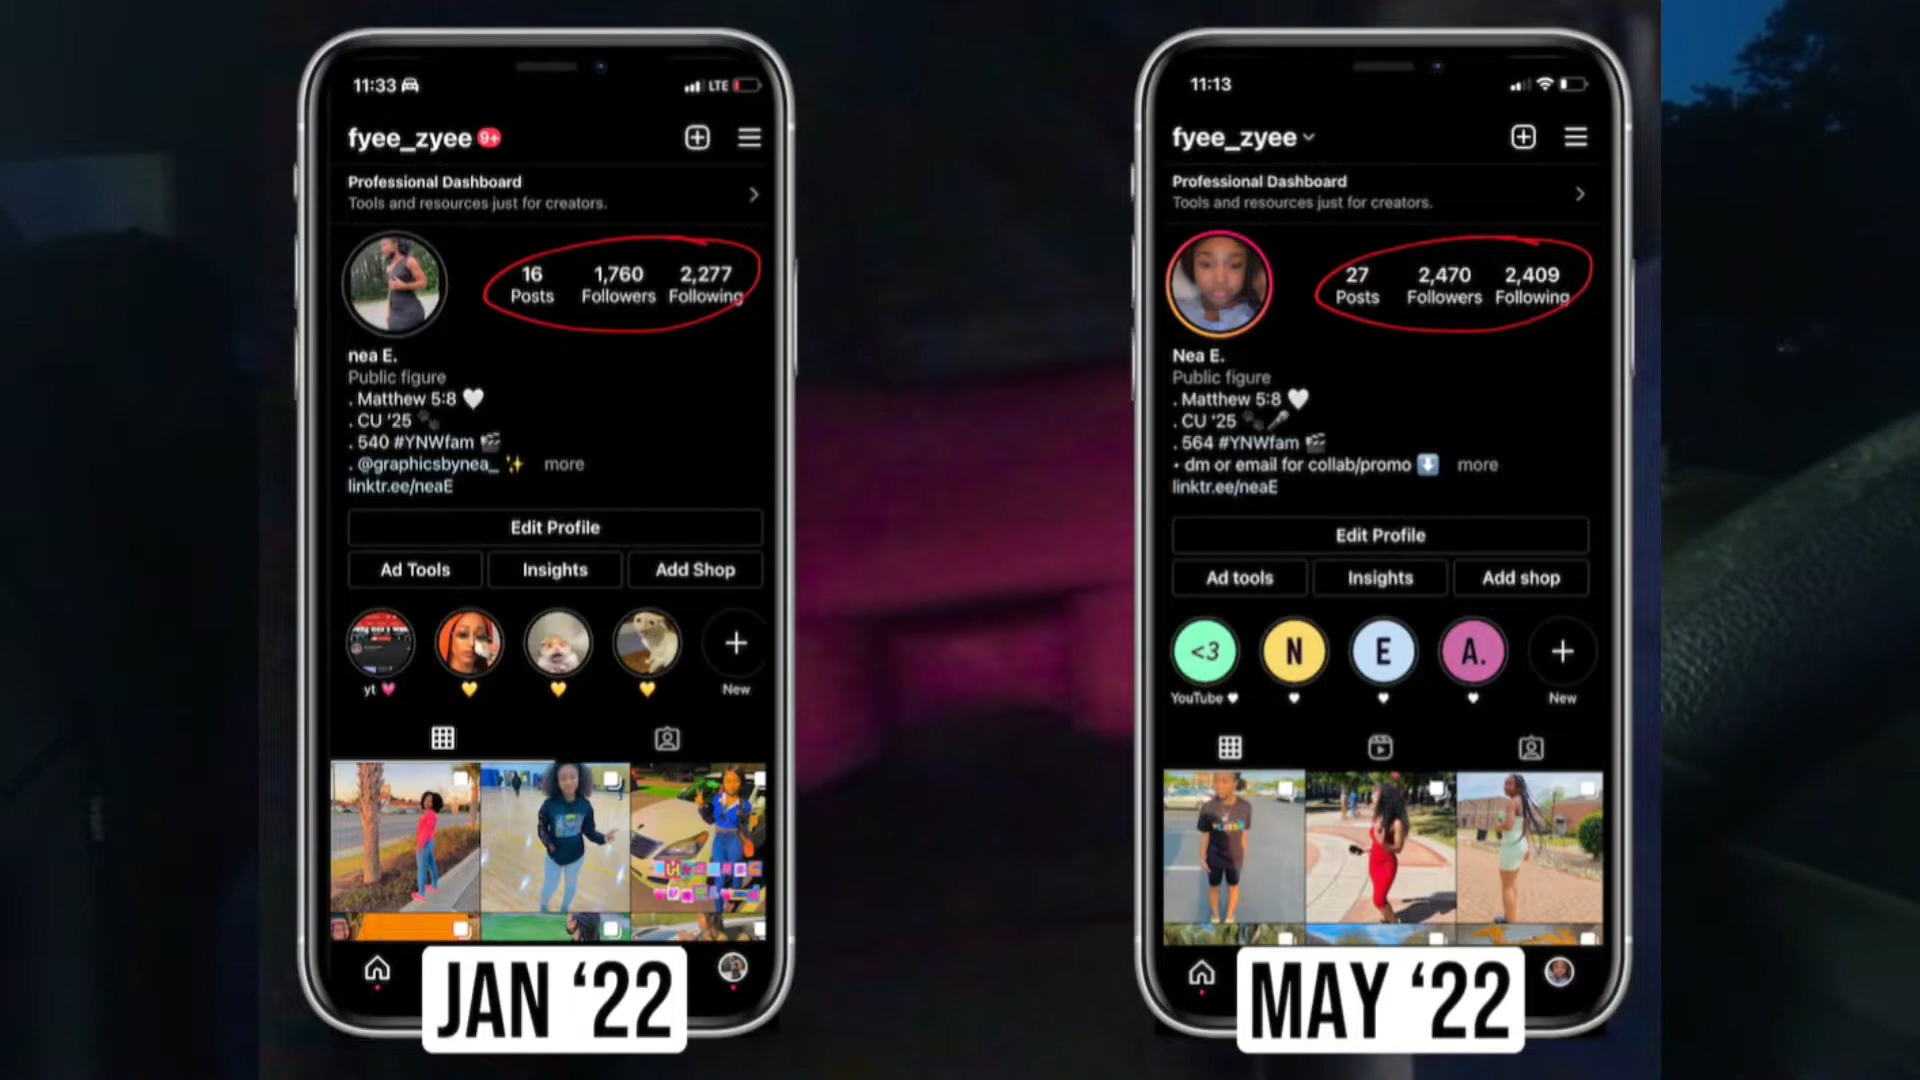 11:33
LTE
fyee_zyee 9+
Professional Dashboard
Tools and resources just for creators.
16 1,760 2,277
Posts Followers Following
nea E.
Public figure
. Matthew 5:8 🤍
. CU '25 🐾
. 540 #YNWfam 🎬
. @graphicsbynea_ ✨ more
linktr.ee/neaE
Edit Profile
Ad Tools Insights Add Shop
yt 💗 💛 💛 💛 New
JAN ‘22
11:13
fyee_zyee
Professional Dashboard
Tools and resources just for creators.
27 2,470 2,409
Posts Followers Following
Nea E.
Public figure
. Matthew 5:8 🤍
. CU '25 🐾🎤
. 564 #YNWfam 🎬
• dm or email for collab/promo ⬇️ more
linktr.ee/neaE
Edit Profile
Ad tools Insights Add shop
<3 N E A.
YouTube 🤍 🤍 🤍 🤍 New
MAY ‘22